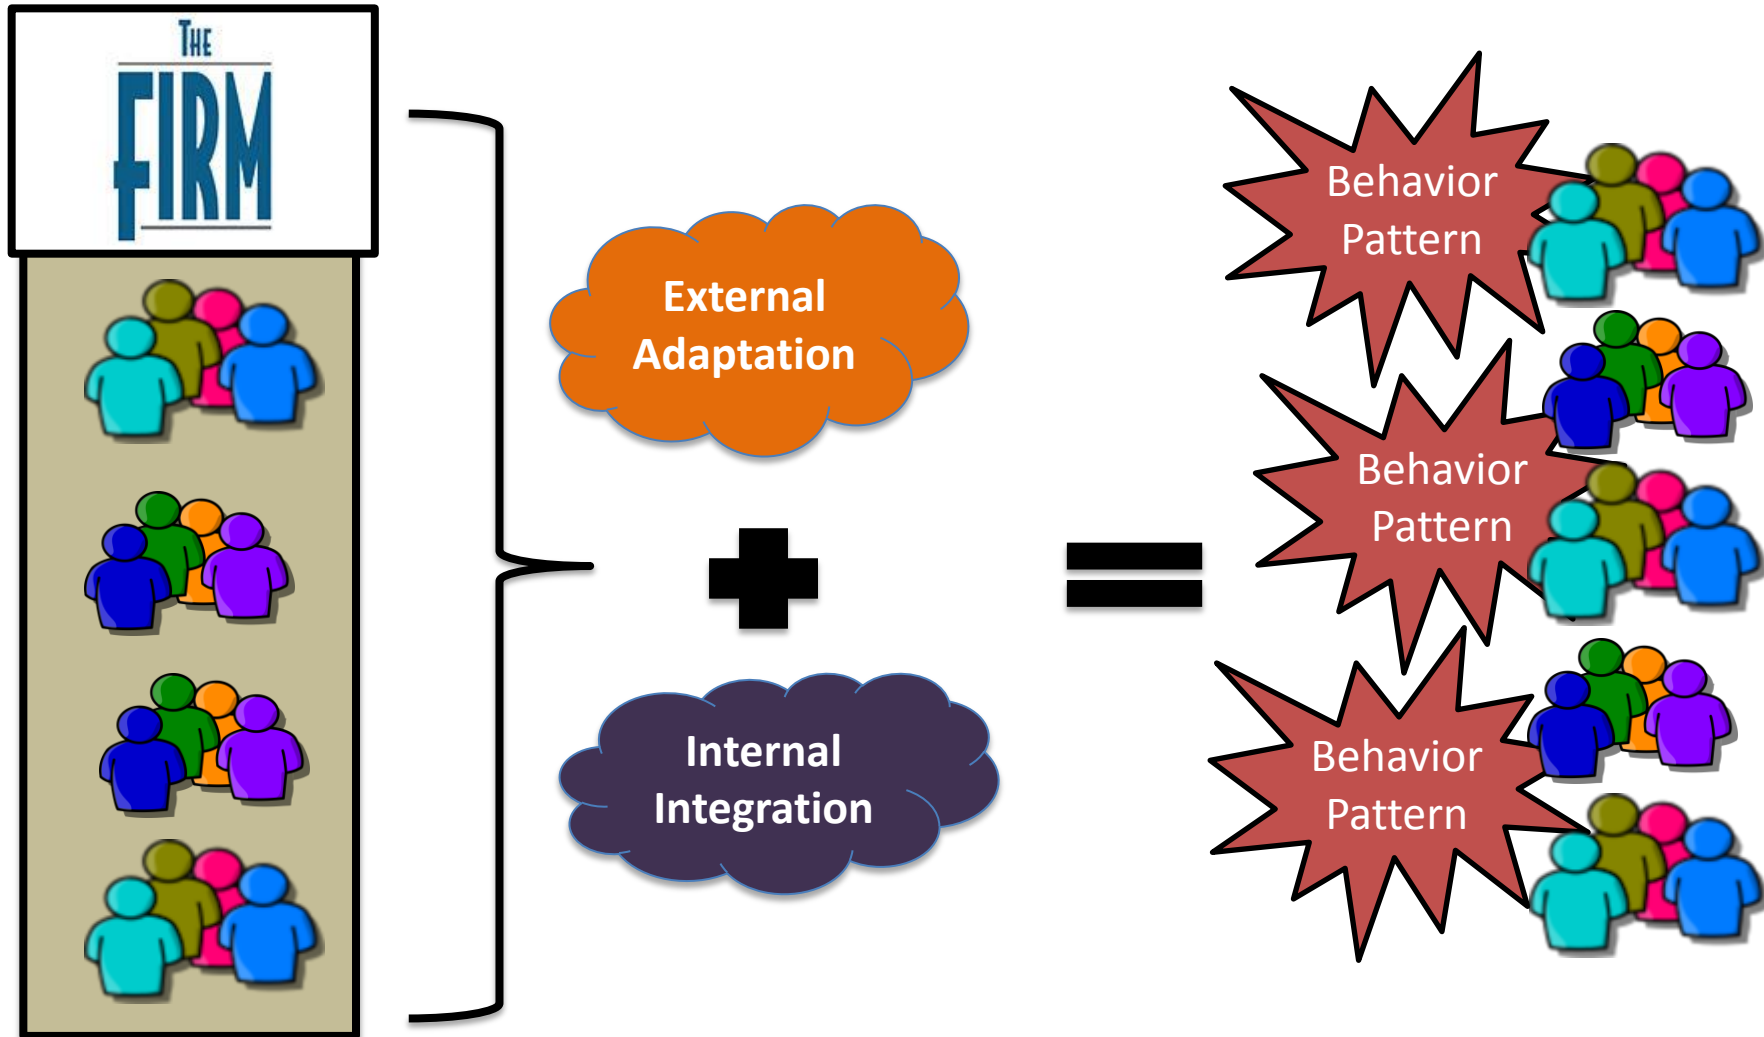 THE
FIRM
External
Adaptation
Internal
Integration
Behavior
Pattern
Behavior
Pattern
Behavior
Pattern